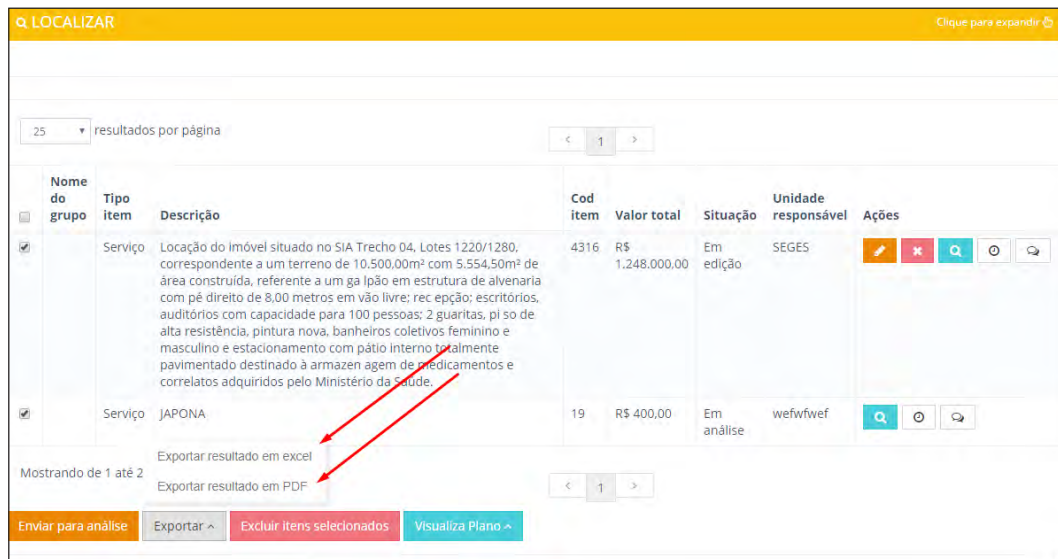 LOCALIZAR
Clique para expandir
25 resultados por página
< 1 >
Nome do grupo
Tipo item
Descrição
Cod item
Valor total
Situação
Unidade responsável
Ações
Serviço
Locação do imóvel situado no SIA Trecho 04, Lotes 1220/1280,
correspondente a um terreno de 10.500,00m² com 5.554,50m² de
área construída, referente a um ga lpão em estrutura de alvenaria
com pé direito de 8,00 metros em vão livre; rec epção; escritórios,
auditórios com capacidade para 100 pessoas; 2 guaritas, pi so de
alta resistência, pintura nova, banheiros coletivos feminino e
masculino e estacionamento com pátio interno totalmente
pavimentado destinado à armazen agem de medicamentos e
correlatos adquiridos pelo Ministério da Saúde.
4316
R$
1.248.000,00
Em
edição
SEGES
Serviço
JAPONA
19
R$ 400,00
Em
análise
wefwfwef
Mostrando de 1 até 2
Exportar resultado em excel
Exportar resultado em PDF
< 1 >
Enviar para análise
Exportar
Excluir itens selecionados
Visualiza Plano